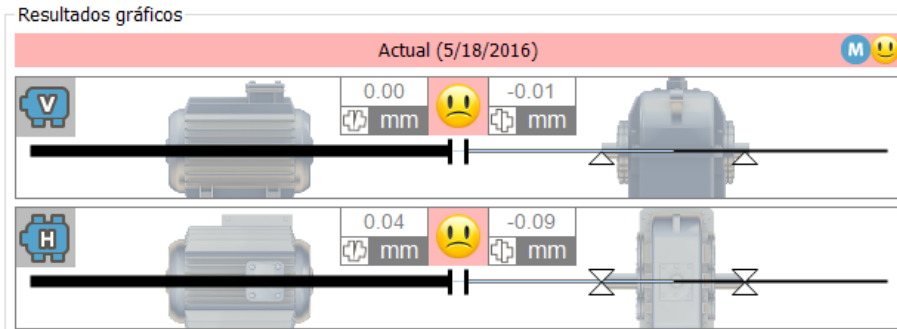 Resultados gráficos
Actual (5/18/2016)
M
V
0.00
-0.01
mm
mm
H
0.04
-0.09
mm
mm